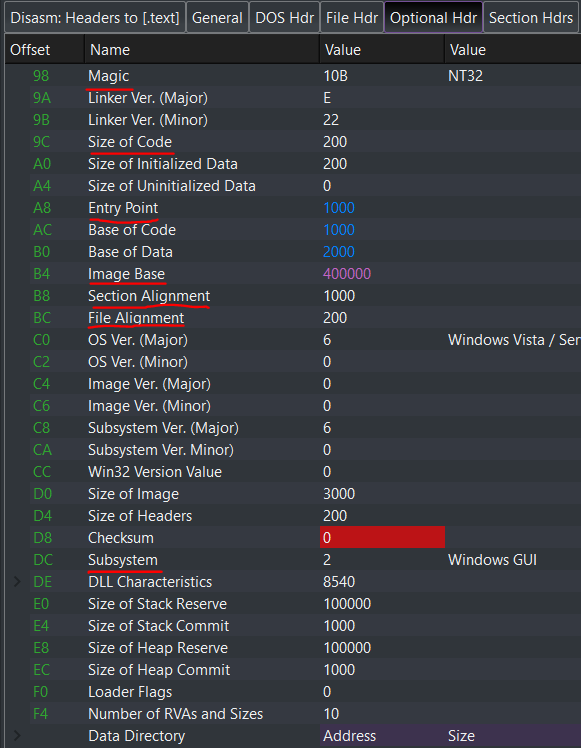 Disasm: Headers to [.text] General DOS Hdr File Hdr Optional Hdr Section Hdrs
Offset Name Value Value
98 Magic 10B NT32
9A Linker Ver. (Major) E
9B Linker Ver. (Minor) 22
9C Size of Code 200
A0 Size of Initialized Data 200
A4 Size of Uninitialized Data 0
A8 Entry Point 1000
AC Base of Code 1000
B0 Base of Data 2000
B4 Image Base 400000
B8 Section Alignment 1000
BC File Alignment 200
C0 OS Ver. (Major) 6 Windows Vista / Ser
C2 OS Ver. (Minor) 0
C4 Image Ver. (Major) 0
C6 Image Ver. (Minor) 0
C8 Subsystem Ver. (Major) 6
CA Subsystem Ver. Minor) 0
CC Win32 Version Value 0
D0 Size of Image 3000
D4 Size of Headers 200
D8 Checksum 0
DC Subsystem 2 Windows GUI
DE DLL Characteristics 8540
E0 Size of Stack Reserve 100000
E4 Size of Stack Commit 1000
E8 Size of Heap Reserve 100000
EC Size of Heap Commit 1000
F0 Loader Flags 0
F4 Number of RVAs and Sizes 10
Data Directory Address Size